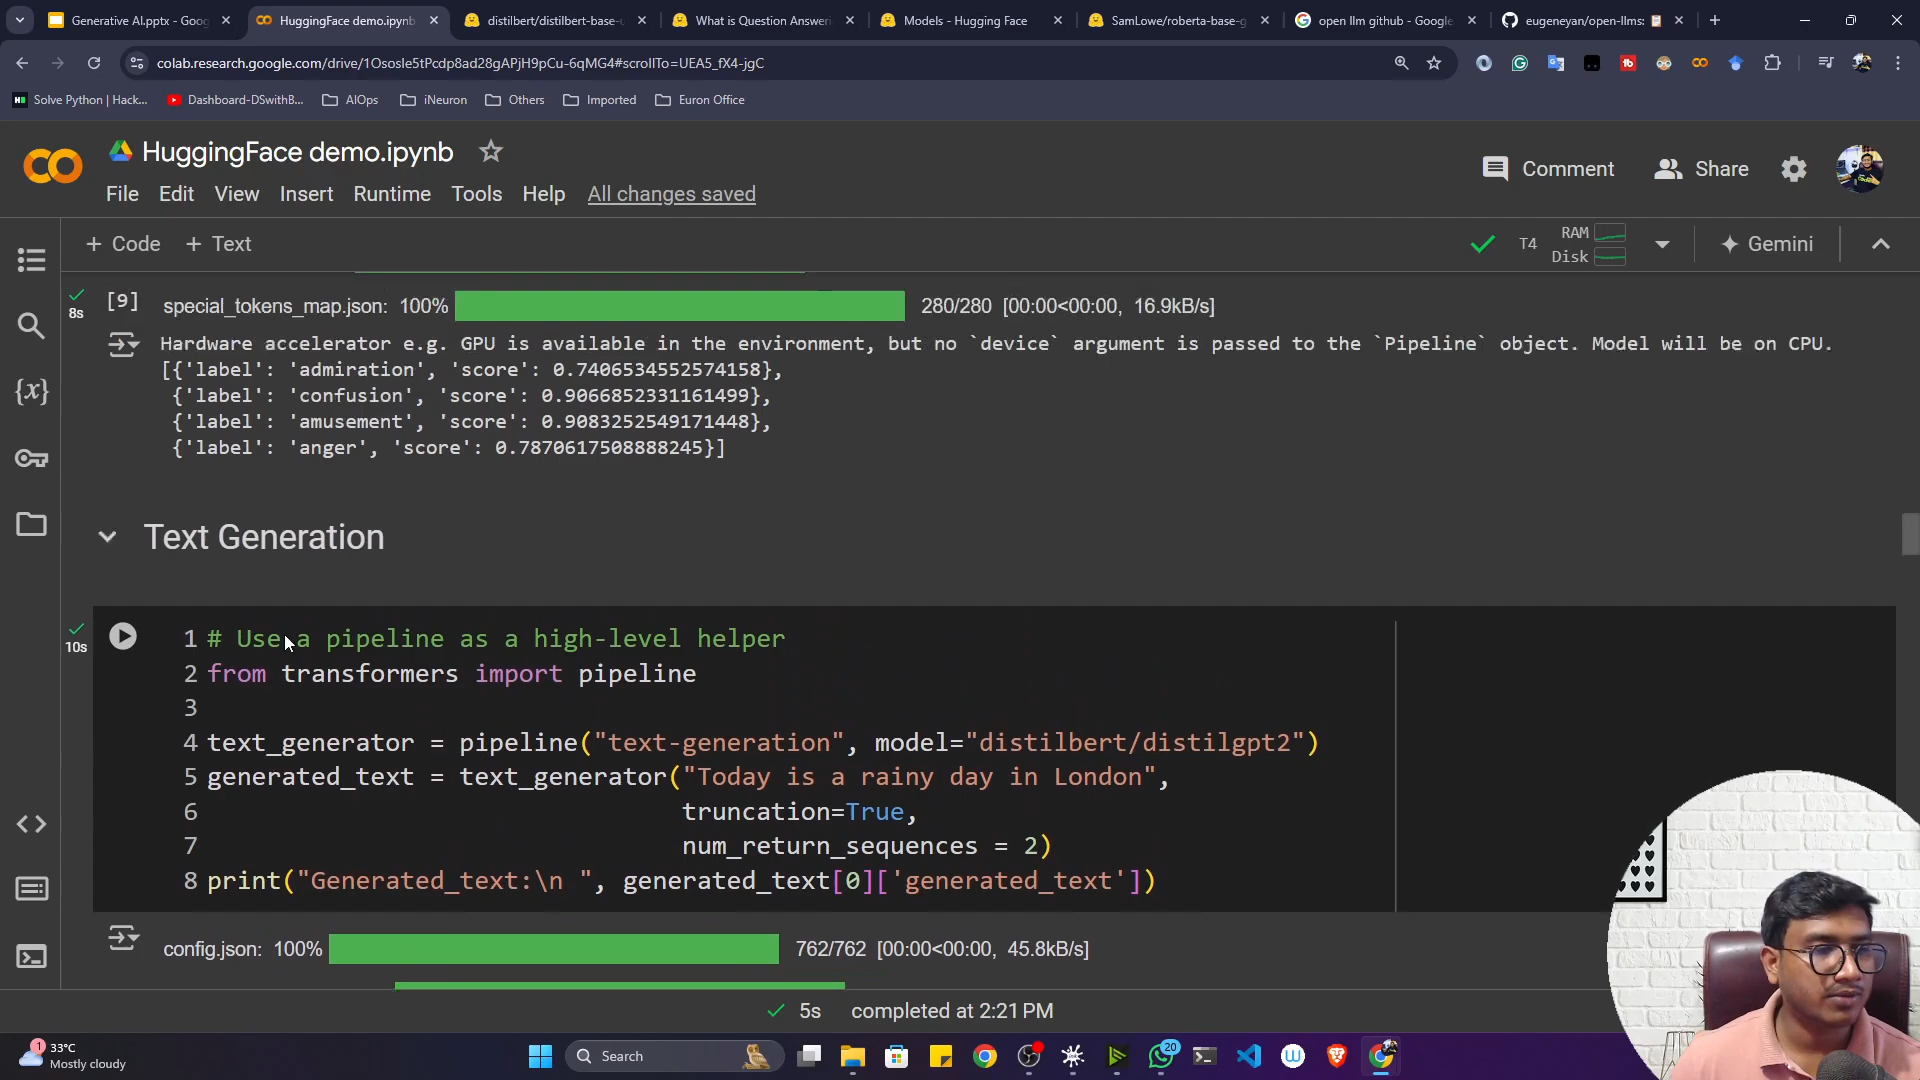 Generative AI.pptx - Goog
HuggingFace demo.ipynb
distilbert/distilbert-base-u
What is Question Answeri
Models - Hugging Face
SamLowe/roberta-base-g
open llm github - Google
eugeneyan/open-llms:
colab.research.google.com/drive/1Ososle5tPcdp8ad28gAPjH9pCu-6qMG4#scrollTo=UEA5_fX4-jgC
Solve Python | Hack...
Dashboard-DSwithB...
AIOps
iNeuron
Others
Imported
Euron Office
HuggingFace demo.ipynb
Comment
Share
File Edit View Insert Runtime Tools Help All changes saved
+ Code + Text
T4
RAM
Disk
Gemini
8s
[9]
special_tokens_map.json: 100% 280/280 [00:00<00:00, 16.9kB/s]
Hardware accelerator e.g. GPU is available in the environment, but no `device` argument is passed to the `Pipeline` object. Model will be on CPU.
[{'label': 'admiration', 'score': 0.7406534552574158},
{'label': 'confusion', 'score': 0.9066852331161499},
{'label': 'amusement', 'score': 0.9083252549171448},
{'label': 'anger', 'score': 0.7870617508888245}]
Text Generation
10s
1 # Use a pipeline as a high-level helper
2 from transformers import pipeline
3
4 text_generator = pipeline("text-generation", model="distilbert/distilgpt2")
5 generated_text = text_generator("Today is a rainy day in London",
6 truncation=True,
7 num_return_sequences = 2)
8 print("Generated_text:\n ", generated_text[0]['generated_text'])
config.json: 100% 762/762 [00:00<00:00, 45.8kB/s]
5s completed at 2:21 PM
1
33°C
Mostly cloudy
Search
20